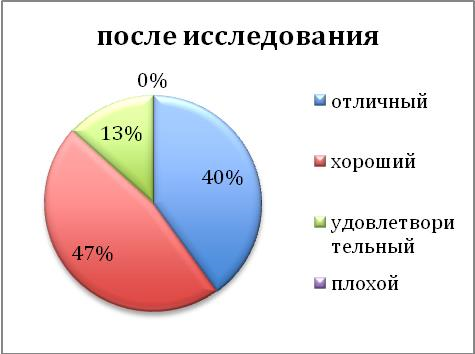 после исследования
0%
13%
40%
47%
отличный
хороший
удовлетвори
тельный
плохой